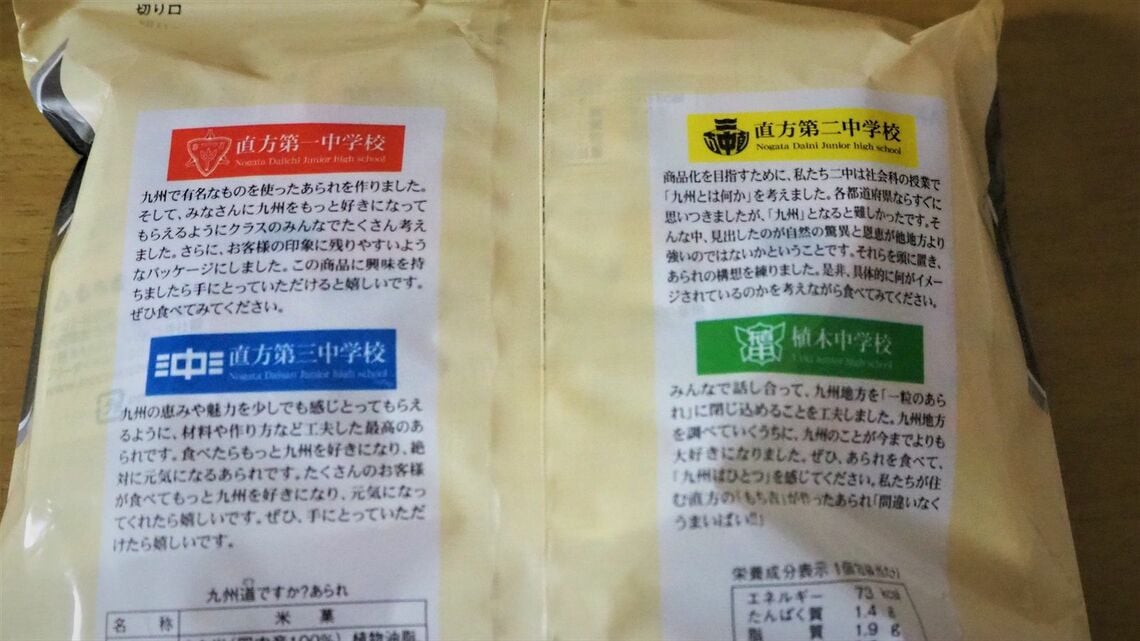 切り口
直方第一中学校
Nogata Daiichi Junior high school
九州で有名なものを使ったあられを作りました。
そして、みなさんに九州をもっと好きになって
もらえるようにクラスのみんなでたくさん考え
ました。さらに、お客様の印象に残りやすいよう
なパッケージにしました。この商品に興味を持
ちましたら手にとっていただけると嬉しいです。
ぜひ食べてみてください。
中
直方第三中学校
Nogata Daisan Junior high school
九州の恵みや魅力を少しでも感じとってもらえ
るように、材料や作り方など工夫した最高のあ
られです。食べたらもっと九州を好きになり、絶
対に元気になるあられです。たくさんのお客様
が食べてもっと九州を好きになり、元気になっ
てくれたら嬉しいです。ぜひ、手にとっていただ
けたら嬉しいです。
九州道ですか?あられ
名 称 米 菓
植物油脂
直方第二中学校
Nogata Daini Junior high school
商品化を目指すために、私たち二中は社会科の授業で
「九州とは何か」を考えました。各都道府県ならすぐに
思いつきましたが、「九州」となると難しかったです。そ
んな中、見出したのが自然の驚異と恩恵が他地方より
強いのではないかということです。それらを頭に置き、
あられの構想を練りました。是非、具体的に何がイメー
ジされているのかを考えながら食べてみてください。
植木中学校
Ueki Junior high school
みんなで話し合って、九州地方を「一粒のあら
れ」に閉じ込めることを工夫しました。九州地方
を調べていくうちに、九州のことが今までよりも
大好きになりました。ぜひ、あられを食べて、
「九州はひとつ」を感じてください。私たちが住
む直方の「もち吉」がやったあられ「間違いなく
うまいばい!!」
栄養成分表示 1個
エネルギー 73 kcal
たんぱく質 1.4 g
脂 質 1.9 g